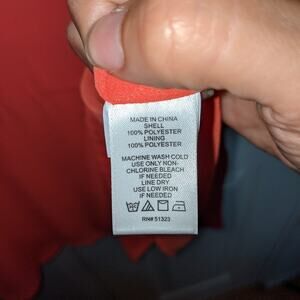 MADE IN CHINA
SHELL
100% POLYESTER
LINING
100% POLYESTER
MACHINE WASH COLD
USE ONLY NON-
CHLORINE BLEACH
IF NEEDED
LINE DRY
USE LOW IRON
IF NEEDED
RN# 51323